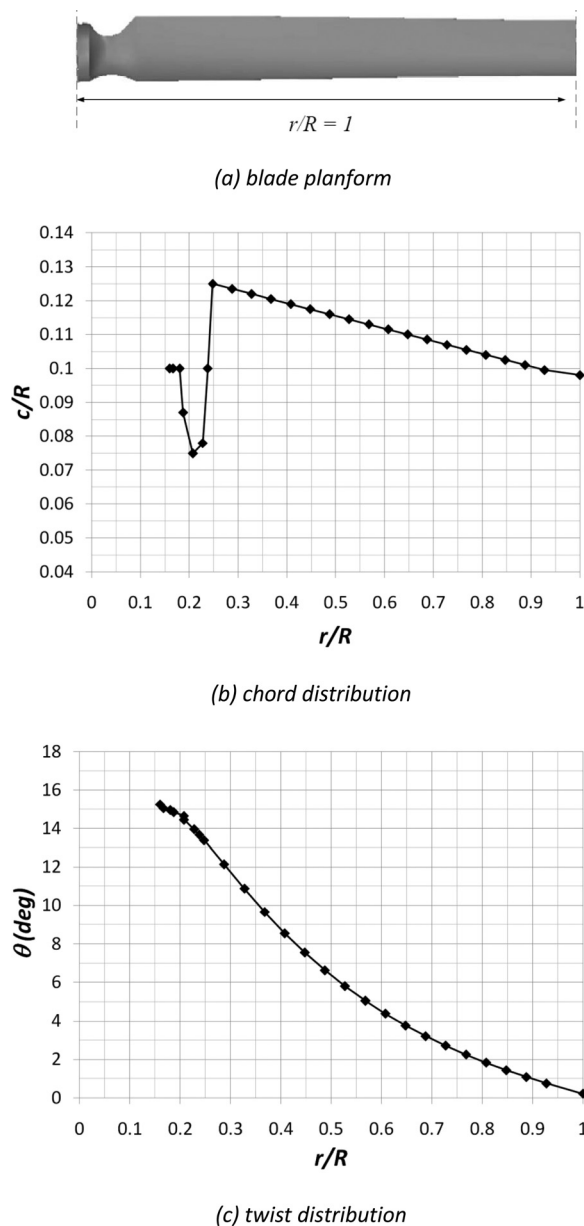 r/R = 1
(a) blade planform
0.14
0.13
0.12
0.11
0.1
0.09
0.08
0.07
0.06
0.05
0.04
c/R
0 0.1 0.2 0.3 0.4 0.5 0.6 0.7 0.8 0.9 1
r/R
(b) chord distribution
18
16
14
12
10
8
6
4
2
0
θ (deg)
0 0.1 0.2 0.3 0.4 0.5 0.6 0.7 0.8 0.9 1
r/R
(c) twist distribution